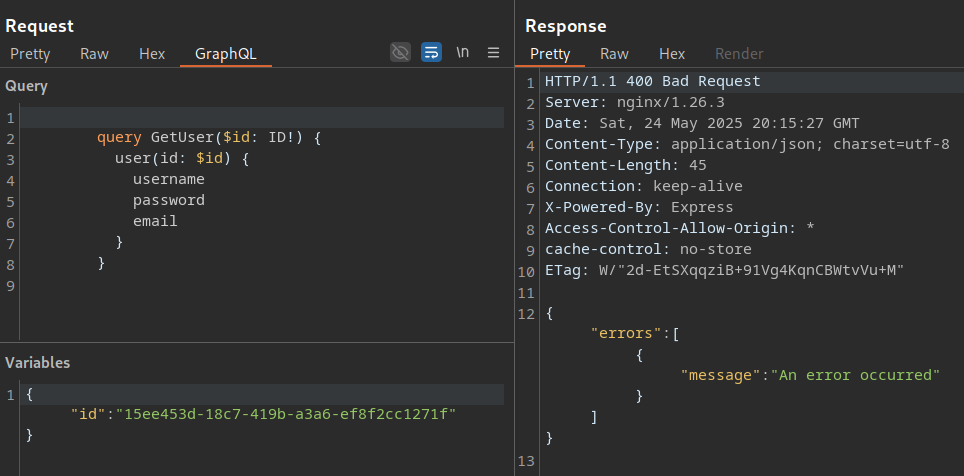 Request
Pretty Raw Hex GraphQL \n
Query
1
2 query GetUser($id: ID!) {
3 user(id: $id) {
4 username
5 password
6 email
7 }
8 }
9
Variables
1 {
"id":"15ee453d-18c7-419b-a3a6-ef8f2cc1271f"
}
Response
Pretty Raw Hex Render
1 HTTP/1.1 400 Bad Request
2 Server: nginx/1.26.3
3 Date: Sat, 24 May 2025 20:15:27 GMT
4 Content-Type: application/json; charset=utf-8
5 Content-Length: 45
6 Connection: keep-alive
7 X-Powered-By: Express
8 Access-Control-Allow-Origin: *
9 cache-control: no-store
10 ETag: W/"2d-EtSXqqziB+91Vg4KqnCBWtvVu+M"
11
12 {
"errors":[
{
"message":"An error occurred"
}
]
}
13